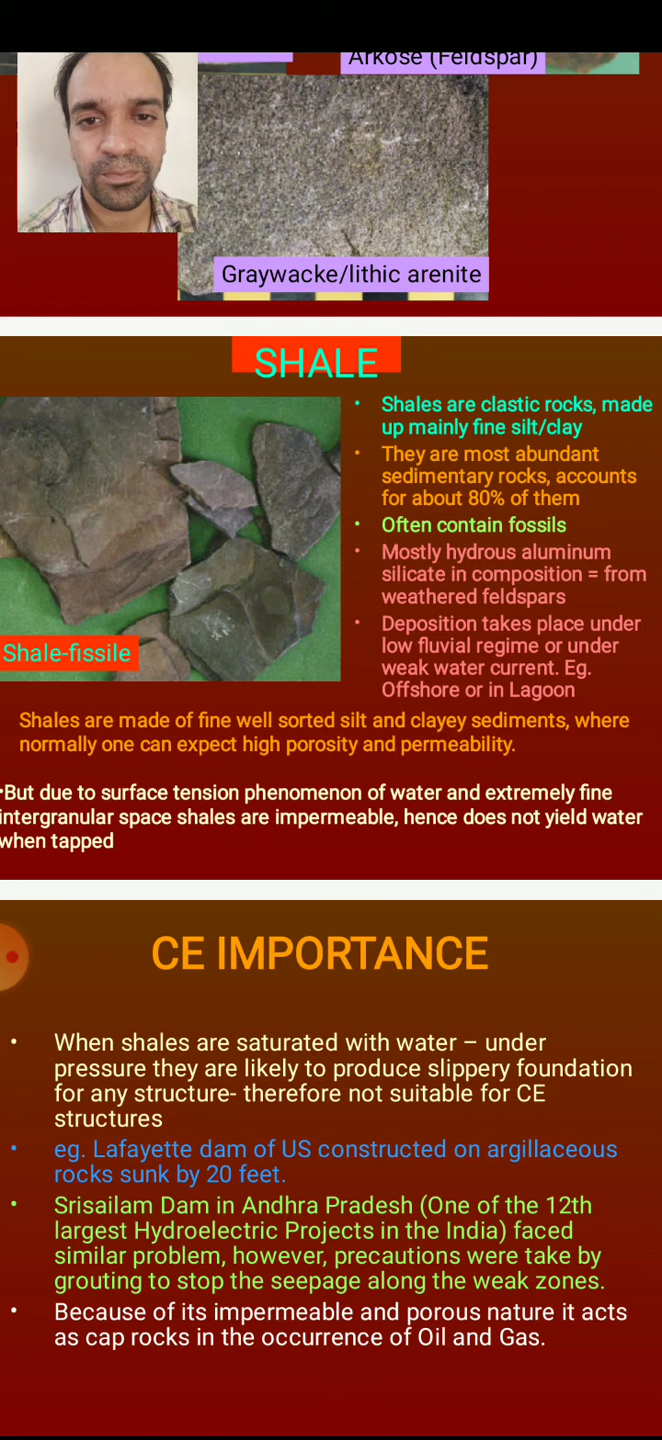 Arkose (Feldspar)
Graywacke/lithic arenite
SHALE
• Shales are clastic rocks, made
up mainly fine silt/clay
• They are most abundant
sedimentary rocks, accounts
for about 80% of them
• Often contain fossils
• Mostly hydrous aluminum
silicate in composition = from
weathered feldspars
• Deposition takes place under
low fluvial regime or under
weak water current. Eg.
Offshore or in Lagoon
Shale-fissile
Shales are made of fine well sorted silt and clayey sediments, where
normally one can expect high porosity and permeability.
•But due to surface tension phenomenon of water and extremely fine
intergranular space shales are impermeable, hence does not yield water
when tapped
CE IMPORTANCE
• When shales are saturated with water – under
pressure they are likely to produce slippery foundation
for any structure- therefore not suitable for CE
structures
• eg. Lafayette dam of US constructed on argillaceous
rocks sunk by 20 feet.
• Srisailam Dam in Andhra Pradesh (One of the 12th
largest Hydroelectric Projects in the India) faced
similar problem, however, precautions were take by
grouting to stop the seepage along the weak zones.
• Because of its impermeable and porous nature it acts
as cap rocks in the occurrence of Oil and Gas.